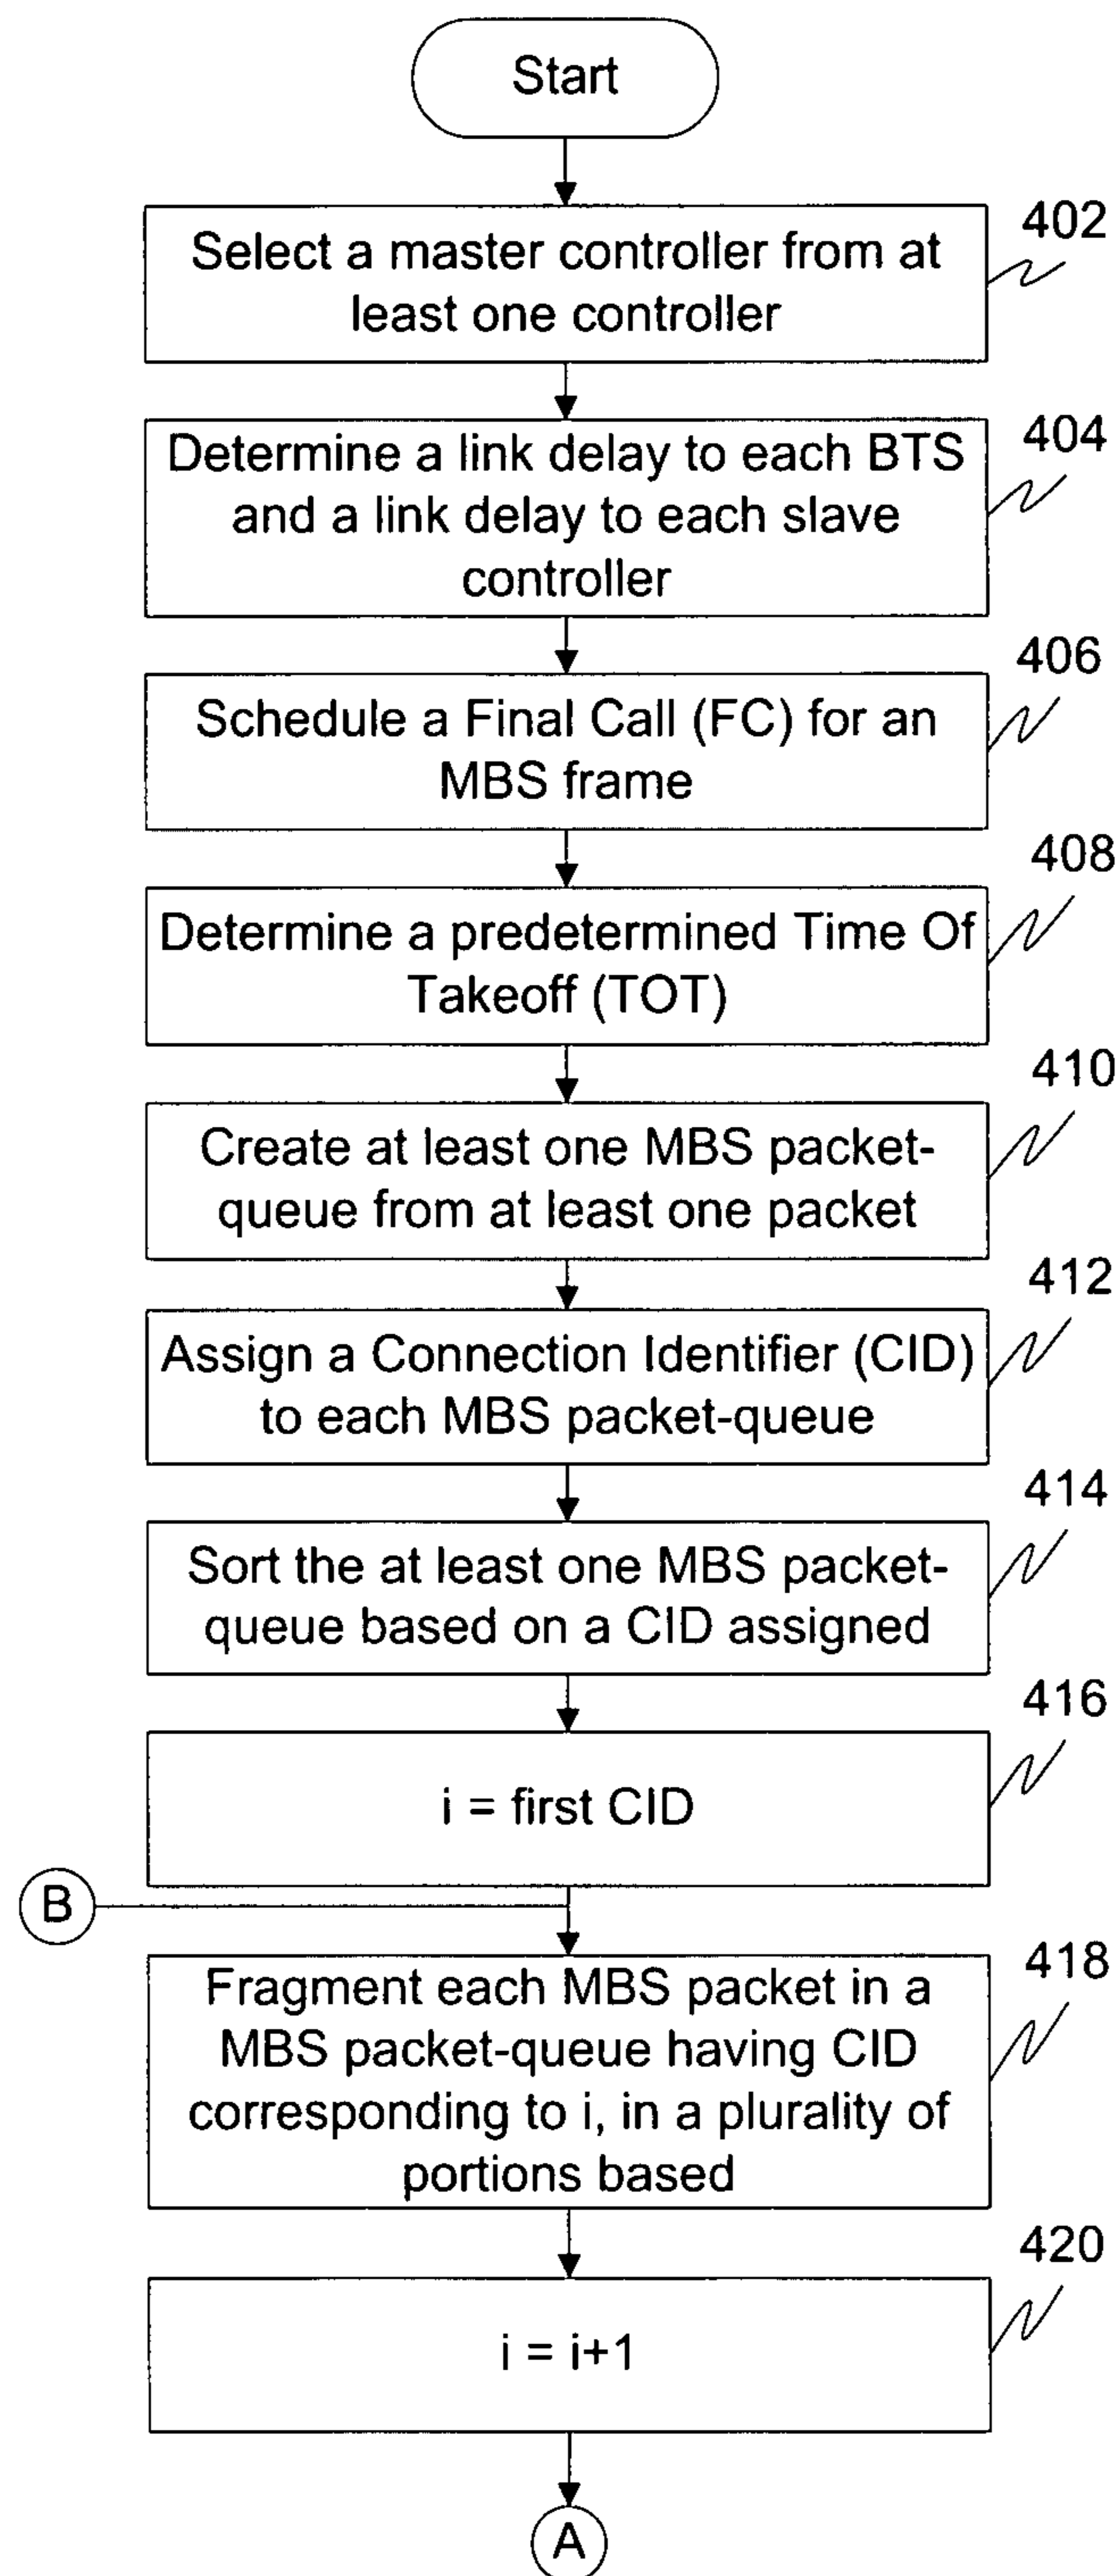 Start
402
Select a master controller from at
least one controller
404
Determine a link delay to each BTS
and a link delay to each slave
controller
406
Schedule a Final Call (FC) for an
MBS frame
408
Determine a predetermined Time Of
Takeoff (TOT)
410
Create at least one MBS packet-
queue from at least one packet
412
Assign a Connection Identifier (CID)
to each MBS packet-queue
414
Sort the at least one MBS packet-
queue based on a CID assigned
416
i = first CID
B
418
Fragment each MBS packet in a
MBS packet-queue having CID
corresponding to i, in a plurality of
portions based
420
i = i+1
A